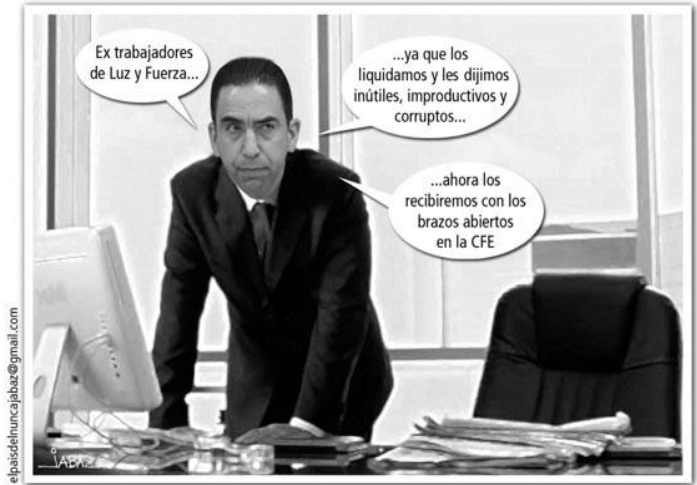 Ex trabajadores
de Luz y Fuerza...
...ya que los
liquidamos y les dijimos
inútiles, improductivos y
corruptos...
...ahora los
recibiremos con los
brazos abiertos
en la CFE
elpaisdelnuncajabaz@gmail.com
JABAZ